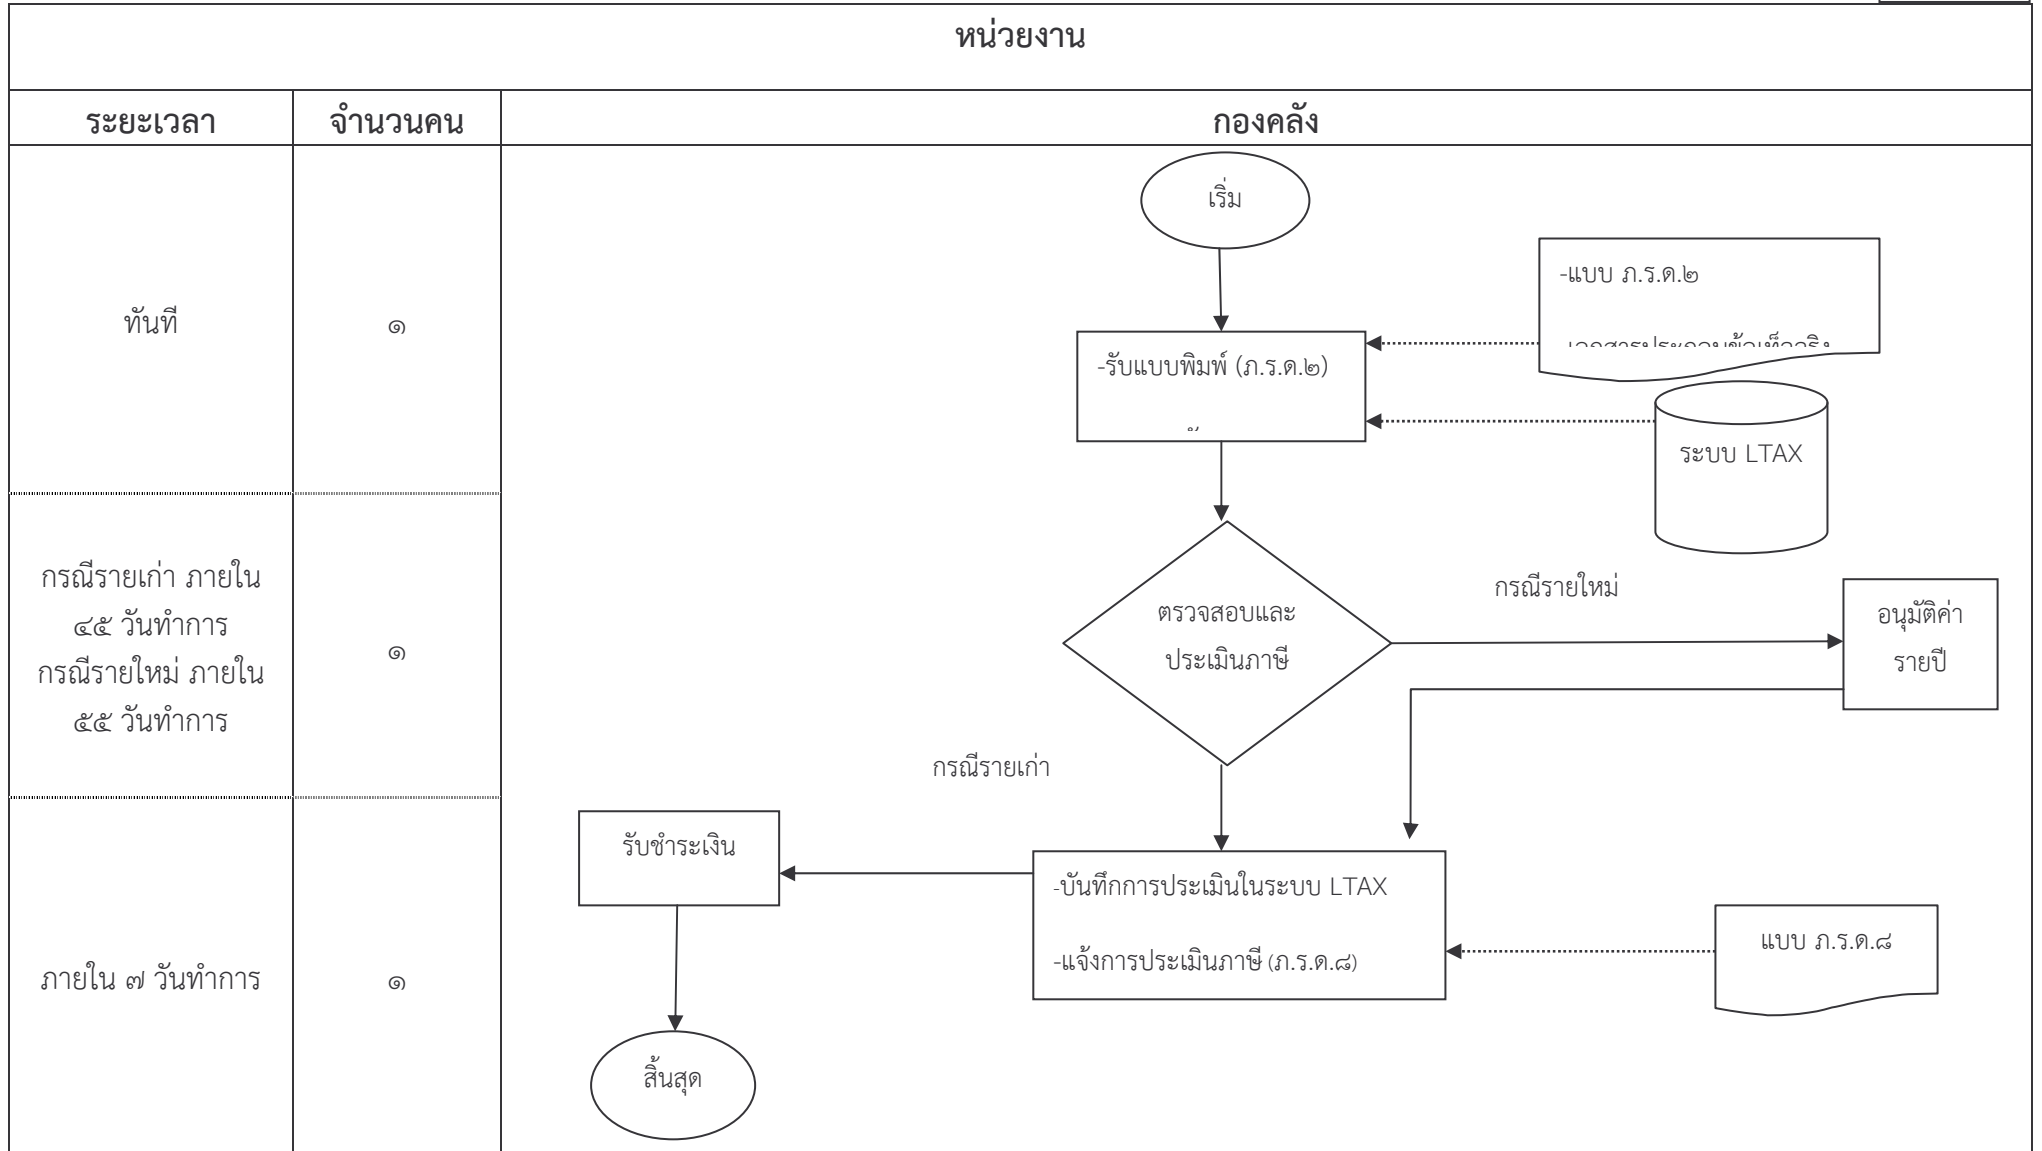 หน่วยงาน
ระยะเวลา
จำนวนคน
กองคลัง
เริ่ม
-แบบ ภ.ร.ด.๒
ทันที
๑
-รับแบบพิมพ์ (ภ.ร.ด.๒)
ระบบ LTAX
กรณีรายเก่า ภายใน
๔๕ วันทำการ
กรณีรายใหม่ ภายใน
๕๕ วันทำการ
๑
ตรวจสอบและ
ประเมินภาษี
กรณีรายใหม่
อนุมัติค่า
รายปี
กรณีรายเก่า
รับชำระเงิน
-บันทึกการประเมินในระบบ LTAX
-แจ้งการประเมินภาษี (ภ.ร.ด.๘)
แบบ ภ.ร.ด.๘
ภายใน ๗ วันทำการ
๑
สิ้นสุด